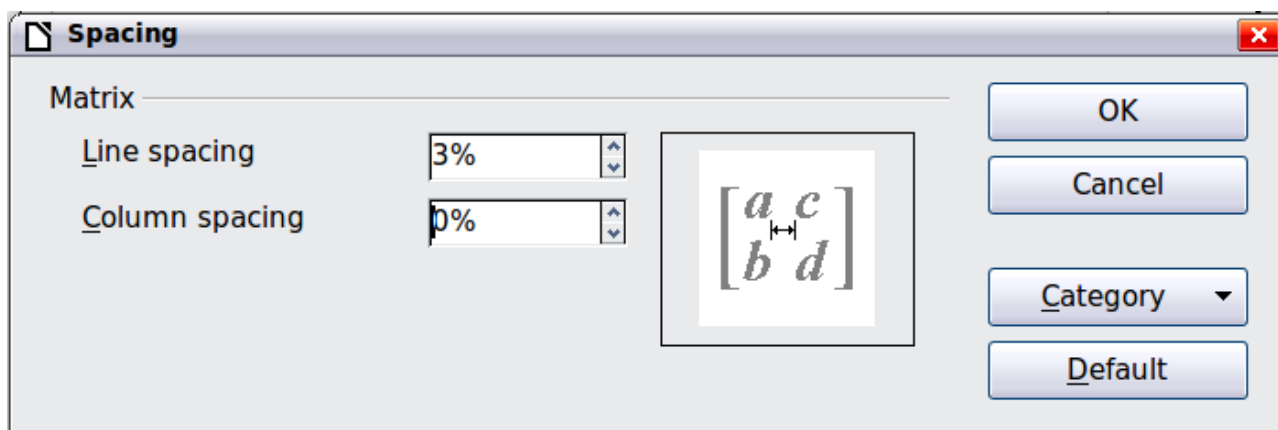 Spacing
Matrix
Line spacing 3%
Column spacing 0%
a c
b d
OK
Cancel
Category
Default